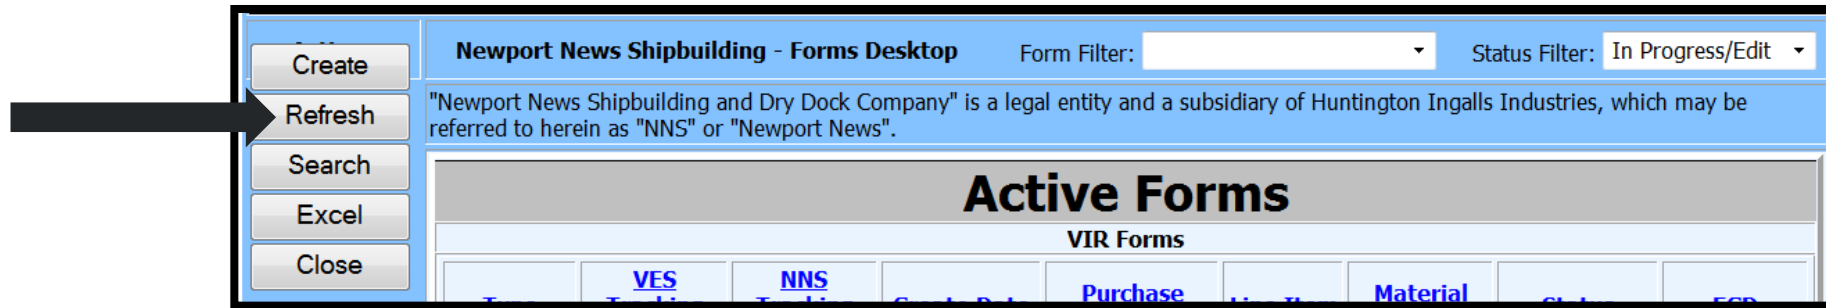 Create
Refresh
Search
Excel
Close
Newport News Shipbuilding - Forms Desktop
Form Filter:
Status Filter: In Progress/Edit
"Newport News Shipbuilding and Dry Dock Company" is a legal entity and a subsidiary of Huntington Ingalls Industries, which may be
referred to herein as "NNS" or "Newport News".
Active Forms
VIR Forms
VES
NNS
Purchase
Material